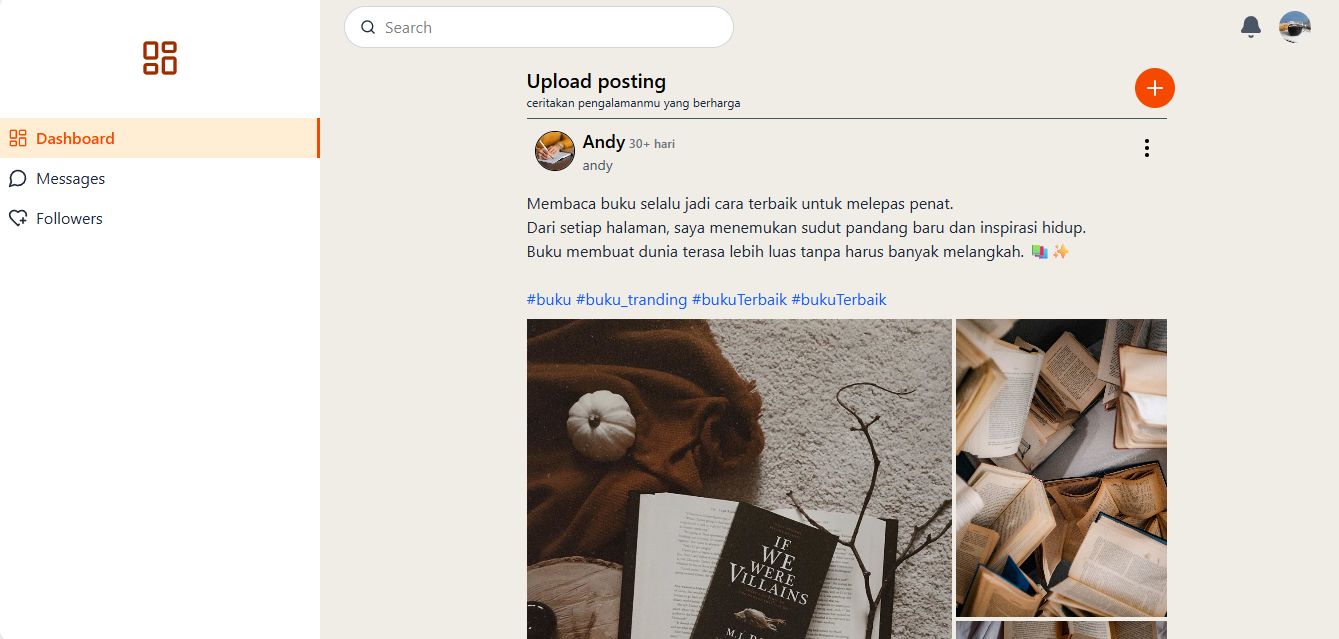 Search
Upload posting
ceritakan pengalamanmu yang berharga
Dashboard
Messages
Followers
Andy 30+ hari
andy
Membaca buku selalu jadi cara terbaik untuk melepas penat.
Dari setiap halaman, saya menemukan sudut pandang baru dan inspirasi hidup.
Buku membuat dunia terasa lebih luas tanpa harus banyak melangkah. 📚✨
#buku #buku_tranding #bukuTerbaik #bukuTerbaik
IF
WE
WERE
VILLAINS